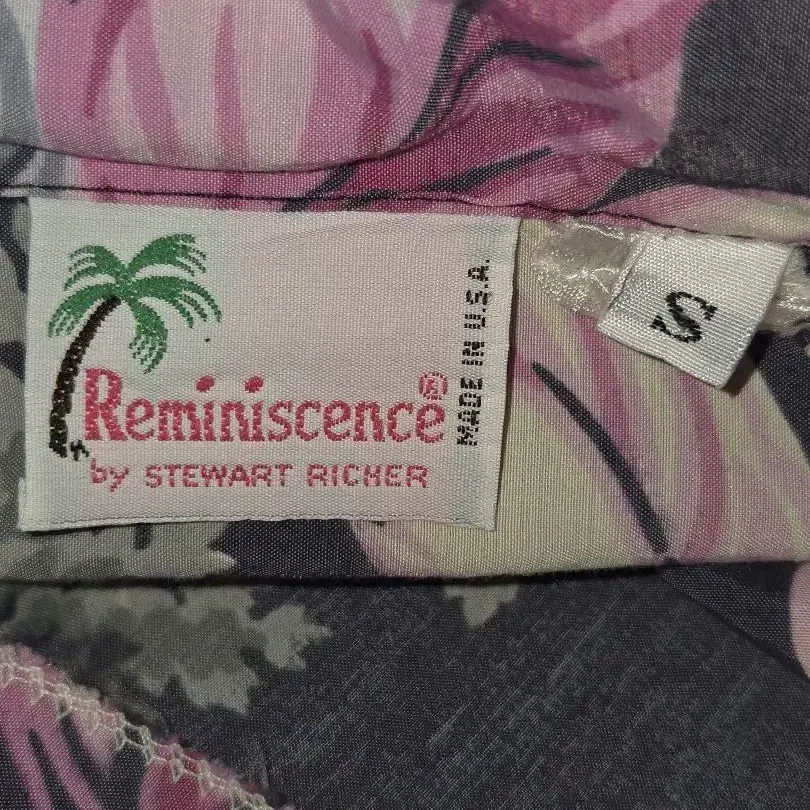 Reminiscence®
by STEWART RICHER
MADE IN U.S.A.
S